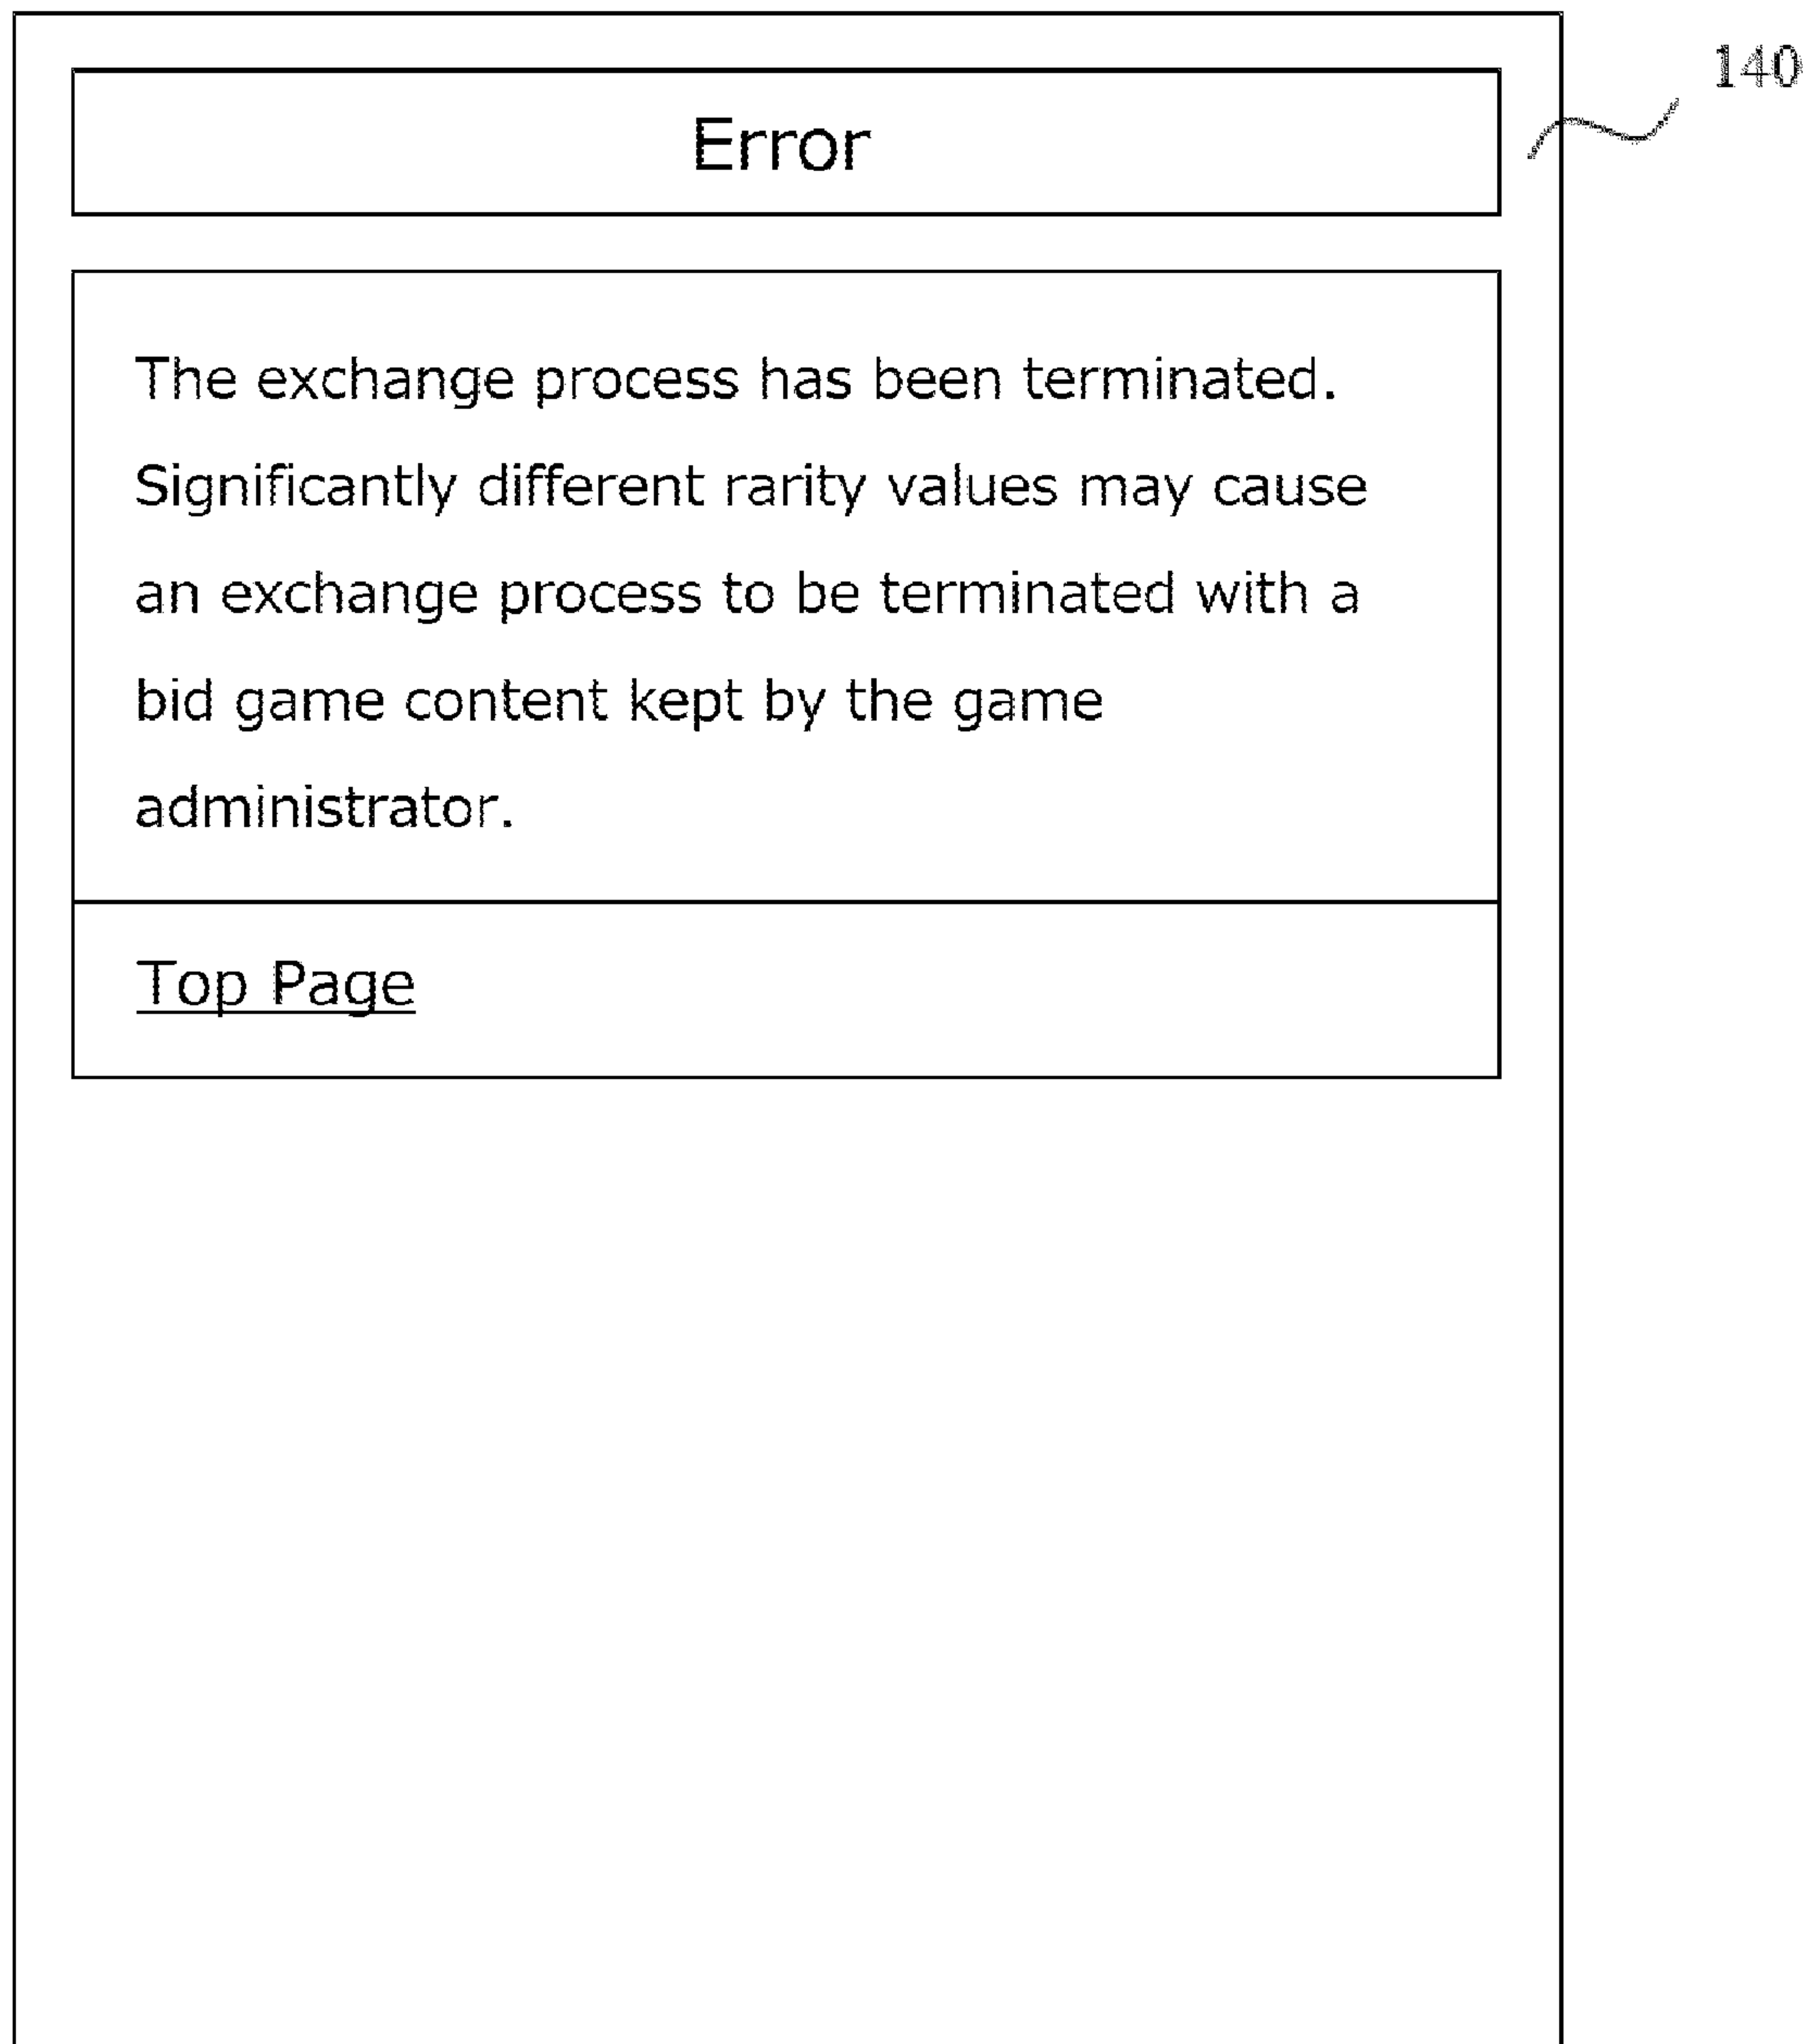 140
Error
The exchange process has been terminated.
Significantly different rarity values may cause
an exchange process to be terminated with a
bid game content kept by the game
administrator.
Top Page